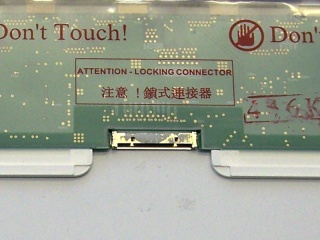 Don't Touch!
Don't
ATTENTION - LOCKING CONNECTOR
注意 ！鎖式連接器